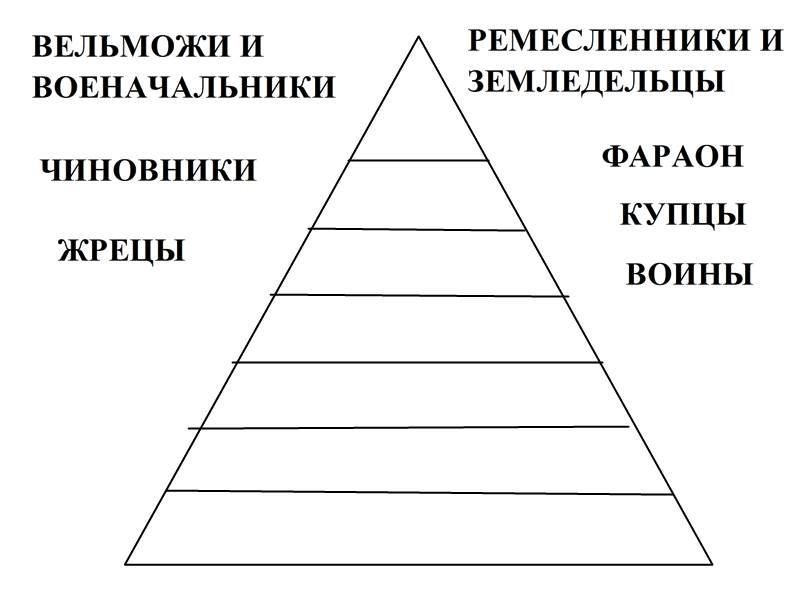 ВЕЛЬМОЖИ И
ВОЕНАЧАЛЬНИКИ
ЧИНОВНИКИ
ЖРЕЦЫ
РЕМЕСЛЕННИКИ И
ЗЕМЛЕДЕЛЬЦЫ
ФАРАОН
КУПЦЫ
ВОИНЫ